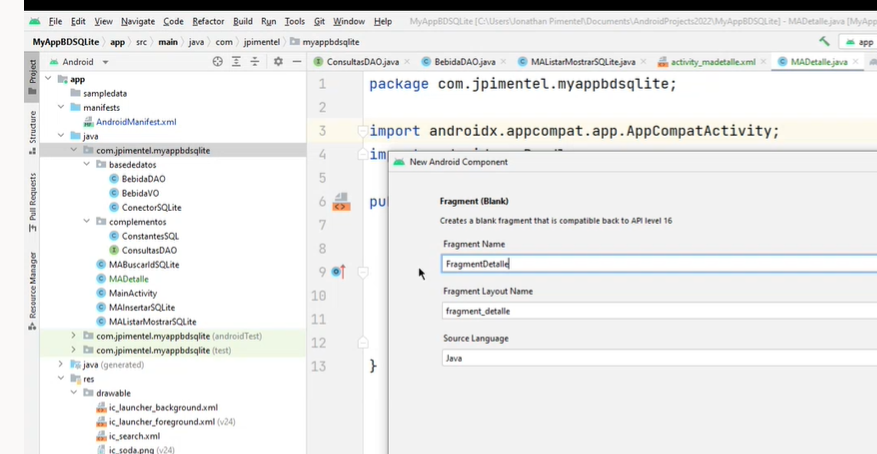 File Edit View Navigate Code Refactor Build Run Tools Git Window Help MyAppBDSQLite [C:\Users\Jonathan Pimentel\Documents\AndroidProjects2022\MyAppBDSQLite] - MADetalle.java [MyApp
MyAppBDSQLite app src main java com jpimentel myappbdsqlite app
Project Android ConsultasDAO.java BebidaDAO.java MAListarMostrarSQLite.java activity_madetalle.xml MADetalle.java
app
sampledata
manifests
AndroidManifest.xml
java
com.jpimentel.myappbdsqlite
basededatos
BebidaDAO
BebidaVO
ConectorSQLite
complementos
ConstantesSQL
ConsultasDAO
MABuscarIdSQLite
MADetalle
MainActivity
MAInsertarSQLite
MAListarMostrarSQLite
com.jpimentel.myappbdsqlite (androidTest)
com.jpimentel.myappbdsqlite (test)
java (generated)
res
drawable
ic_launcher_background.xml
ic_launcher_foreground.xml (v24)
ic_search.xml
ic_soda.png (v24)
Structure
Pull Requests
Resource Manager
1 package com.jpimentel.myappbdsqlite;
2
3 import androidx.appcompat.app.AppCompatActivity;
4 im
5
6 pu
7
8
9
10
11
12
13 }
New Android Component
Fragment (Blank)
Creates a blank fragment that is compatible back to API level 16
Fragment Name
FragmentDetalle
Fragment Layout Name
fragment_detalle
Source Language
Java